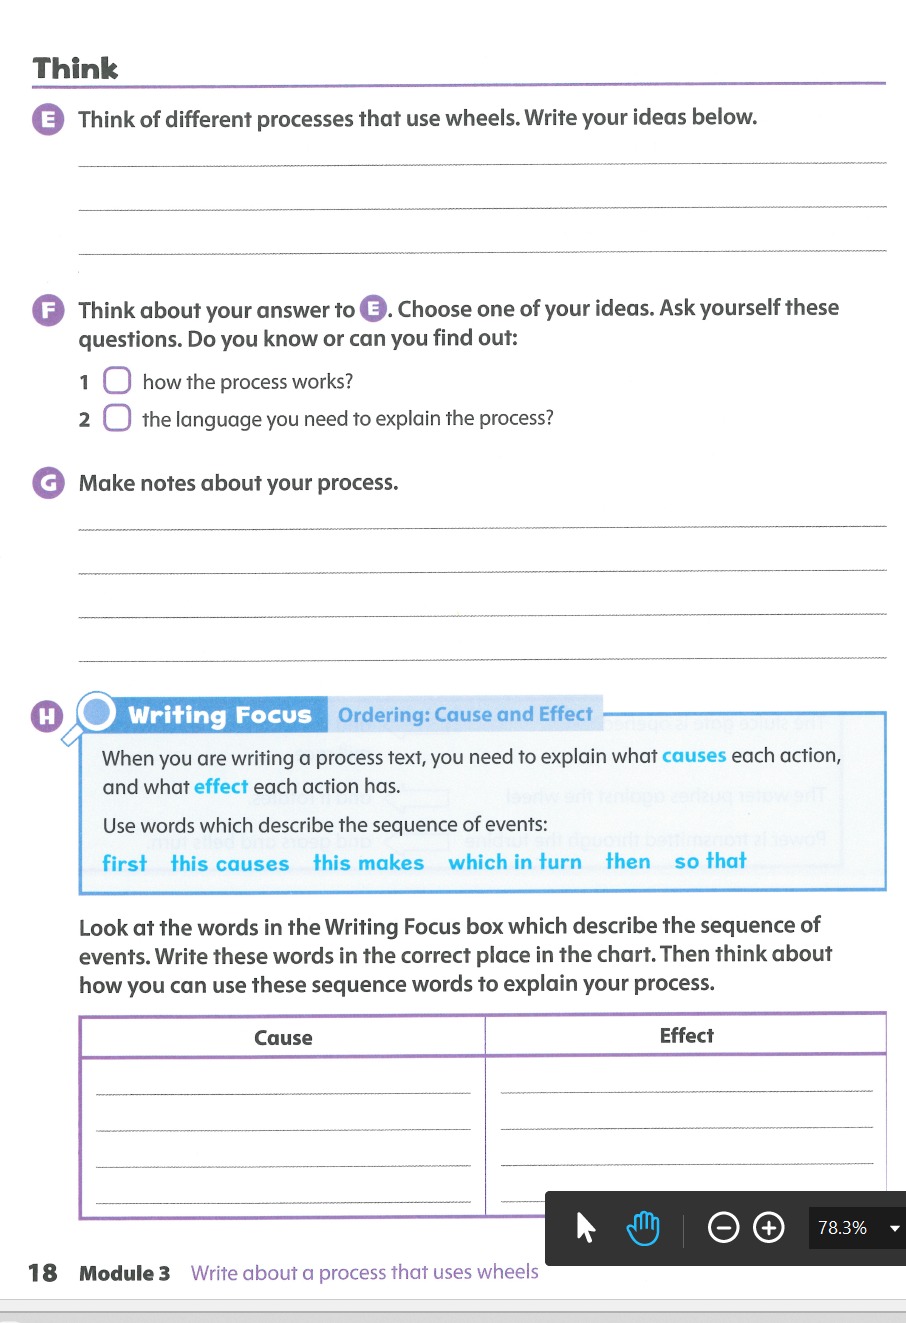 Think
E Think of different processes that use wheels. Write your ideas below.
F Think about your answer to E. Choose one of your ideas. Ask yourself these
questions. Do you know or can you find out:
1 how the process works?
2 the language you need to explain the process?
G Make notes about your process.
H Writing Focus Ordering: Cause and Effect
When you are writing a process text, you need to explain what causes each action,
and what effect each action has.
Use words which describe the sequence of events:
first this causes this makes which in turn then so that
Look at the words in the Writing Focus box which describe the sequence of
events. Write these words in the correct place in the chart. Then think about
how you can use these sequence words to explain your process.
Cause Effect
78.3%
18 Module 3 Write about a process that uses wheels